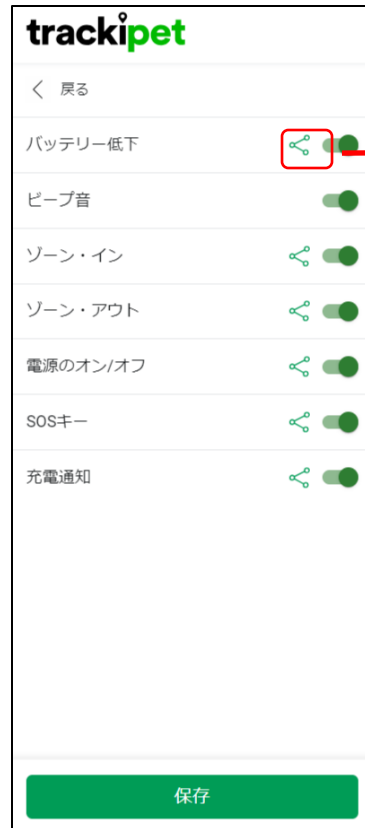 trackipet
戻る
バッテリー低下
ビープ音
ゾーン・イン
ゾーン・アウト
電源のオン/オフ
SOSキー
充電通知
保存